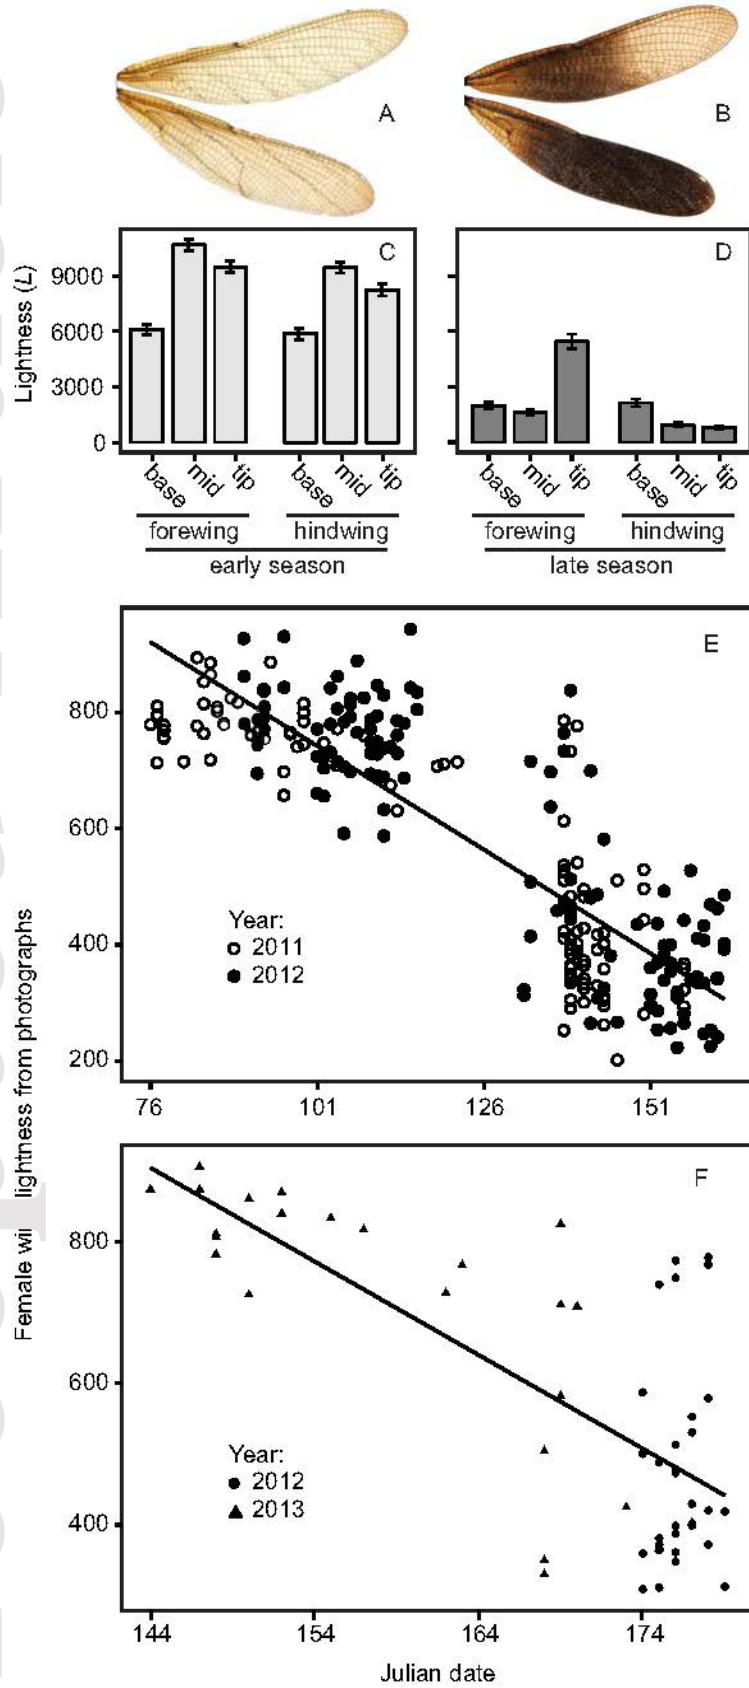 A
B
C
D
Lightness (L)
9000
6000
3000
0
base mid tip base mid tip
base mid tip base mid tip
forewing hindwing
forewing hindwing
early season
late season
E
800
600
400
200
Year:
2011
2012
76 101 126 151
Female wi lightness from photographs
F
800
600
400
Year:
2012
2013
144 154 164 174
Julian date